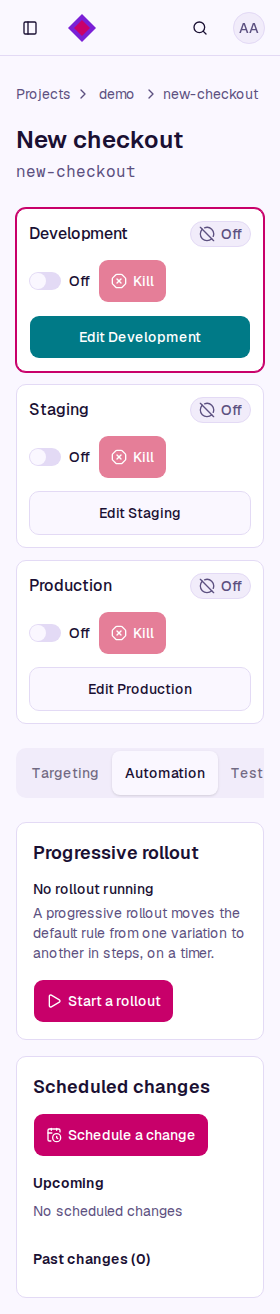 AA
Projects > demo > new-checkout
New checkout
new-checkout
Development Off
Off Kill
Edit Development
Staging Off
Off Kill
Edit Staging
Production Off
Off Kill
Edit Production
Targeting Automation Test
Progressive rollout
No rollout running
A progressive rollout moves the
default rule from one variation to
another in steps, on a timer.
Start a rollout
Scheduled changes
Schedule a change
Upcoming
No scheduled changes
Past changes (0)